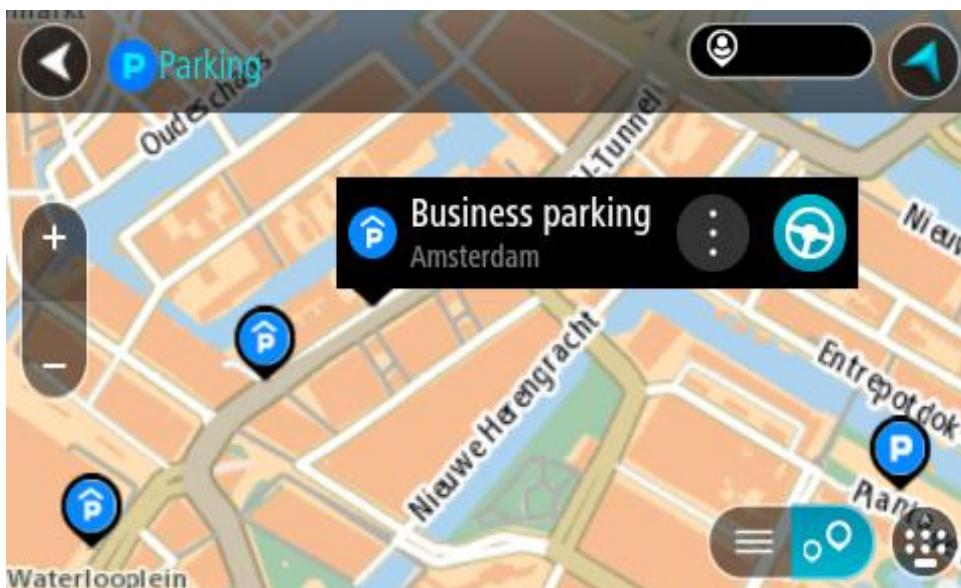 Parking
Oudeschans
Business parking
Amsterdam
Nieuwe Herengracht
Entrepotdok
Waterlooplein